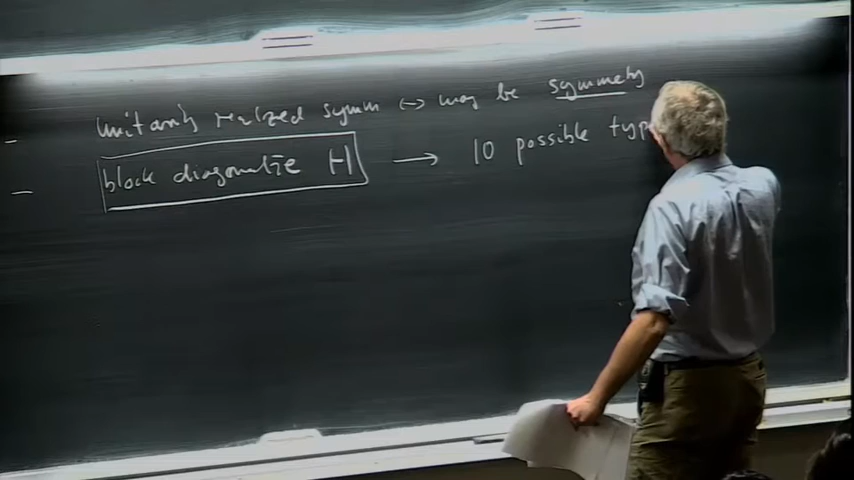 - unitarily realized symm ↔ may be symmetry
- block diagonalize H → 10 possible typ